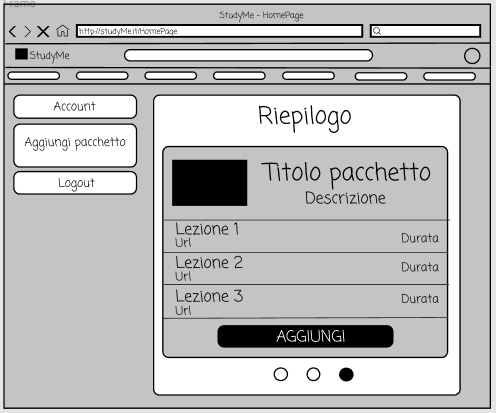 StudyMe - HomePage
http://studyMe.it/HomePage
StudyMe
Account
Aggiungi pacchetto
Logout
Riepilogo
Titolo pacchetto
Descrizione
Lezione 1
Url
Durata
Lezione 2
Url
Durata
Lezione 3
Url
Durata
AGGIUNGI